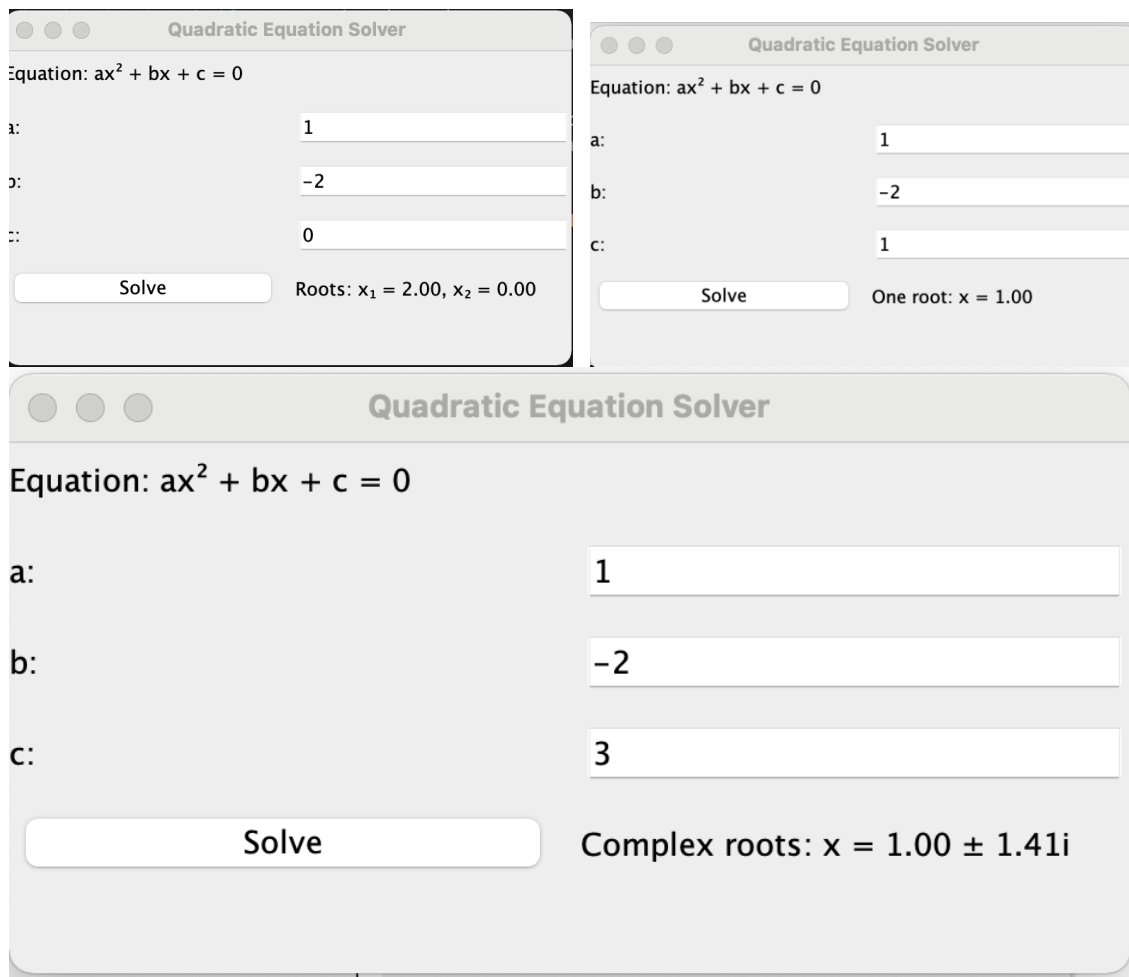 Quadratic Equation Solver
Equation: ax² + bx + c = 0
a: 1
b: -2
c: 0
Solve Roots: x₁ = 2.00, x₂ = 0.00
Quadratic Equation Solver
Equation: ax² + bx + c = 0
a: 1
b: -2
c: 1
Solve One root: x = 1.00
Quadratic Equation Solver
Equation: ax² + bx + c = 0
a: 1
b: -2
c: 3
Solve Complex roots: x = 1.00 ± 1.41i